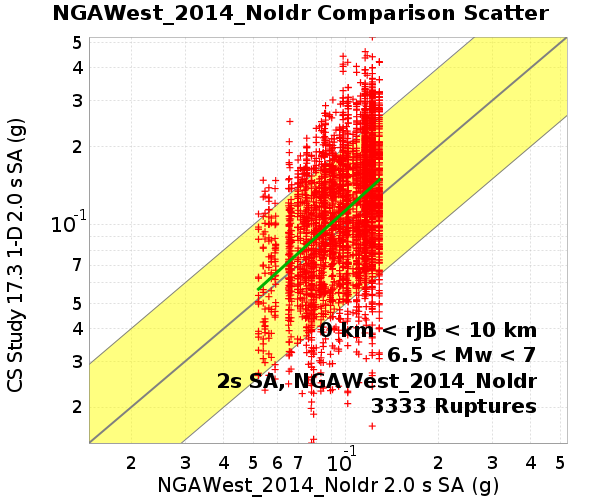 NGAWest_2014_NoIdr Comparison Scatter
CS Study 17.3 1-D 2.0 s SA (g)
5
4
3
2
10-1
7
5
4
3
2
0 km < rJB < 10 km
6.5 < Mw < 7
2s SA, NGAWest_2014_NoIdr
3333 Ruptures
2 3 4 5 6 7 10-1 2 3 4 5
NGAWest_2014_NoIdr 2.0 s SA (g)